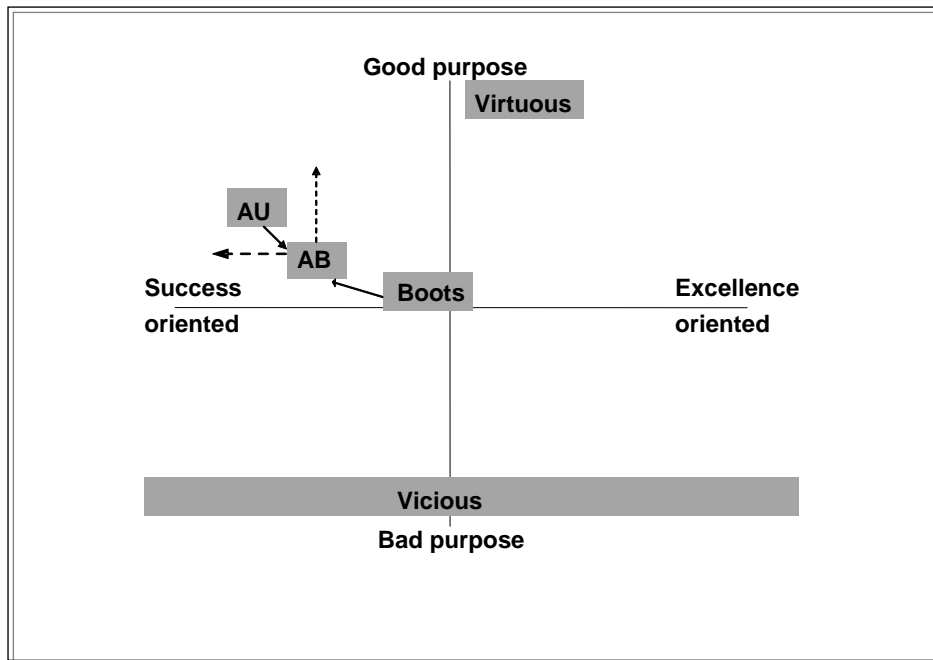 Good purpose
Virtuous
AU
AB
Boots
Success
oriented
Excellence
oriented
Vicious
Bad purpose